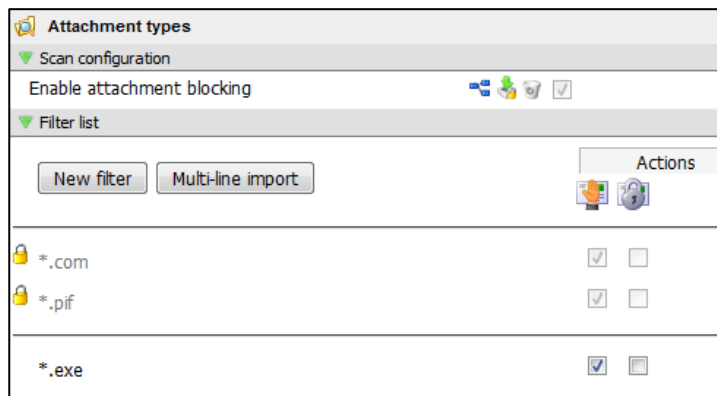 Attachment types
Scan configuration
Enable attachment blocking
Filter list
New filter Multi-line import Actions
*.com
*.pif
*.exe